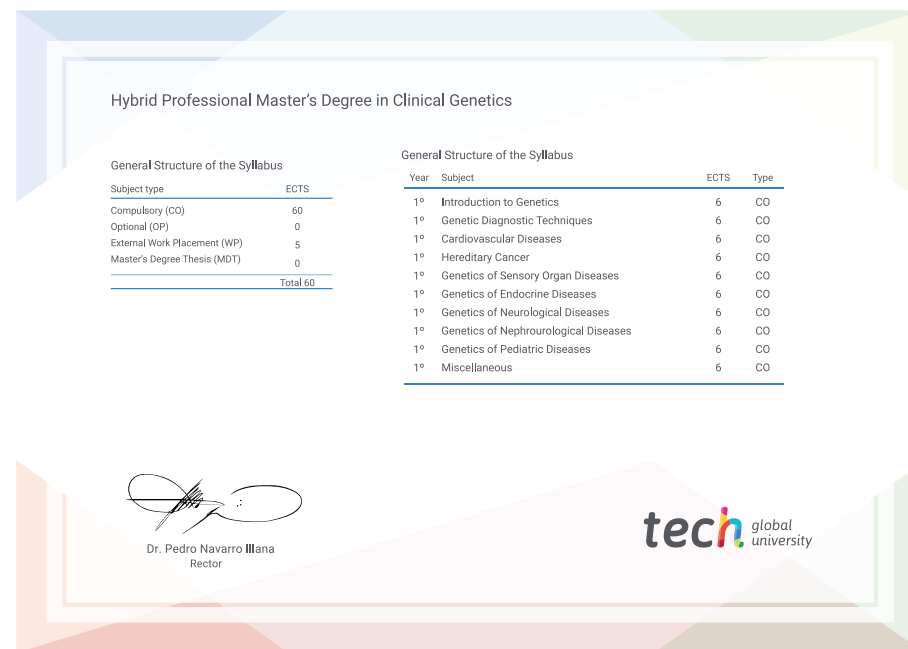 Hybrid Professional Master's Degree in Clinical Genetics
General Structure of the Syllabus
Subject type ECTS
Compulsory (CO) 60
Optional (OP) 0
External Work Placement (WP) 5
Master's Degree Thesis (MDT) 0
Total 60
General Structure of the Syllabus
Year Subject ECTS Type
1º Introduction to Genetics 6 CO
1º Genetic Diagnostic Techniques 6 CO
1º Cardiovascular Diseases 6 CO
1º Hereditary Cancer 6 CO
1º Genetics of Sensory Organ Diseases 6 CO
1º Genetics of Endocrine Diseases 6 CO
1º Genetics of Neurological Diseases 6 CO
1º Genetics of Nephrourological Diseases 6 CO
1º Genetics of Pediatric Diseases 6 CO
1º Miscellaneous 6 CO
Dr. Pedro Navarro Illana
Rector
tech global
university